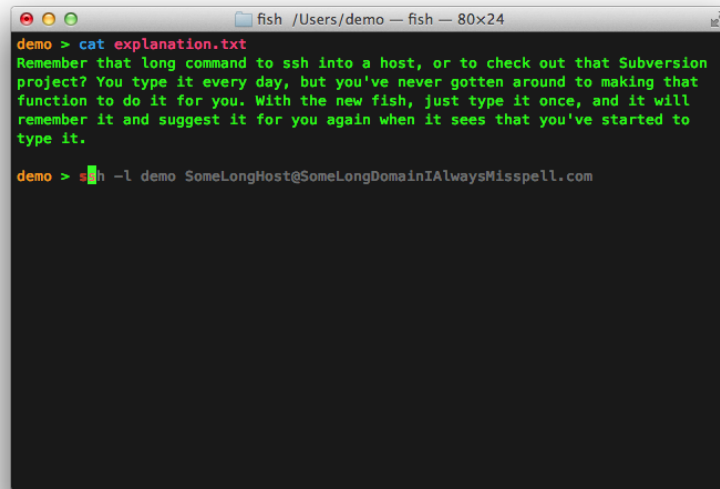 fish /Users/demo — fish — 80×24
demo > cat explanation.txt
Remember that long command to ssh into a host, or to check out that Subversion
project? You type it every day, but you've never gotten around to making that
function to do it for you. With the new fish, just type it once, and it will
remember it and suggest it for you again when it sees that you've started to
type it.
demo > ssh -l demo SomeLongHost@SomeLongDomainIAlwaysMisspell.com